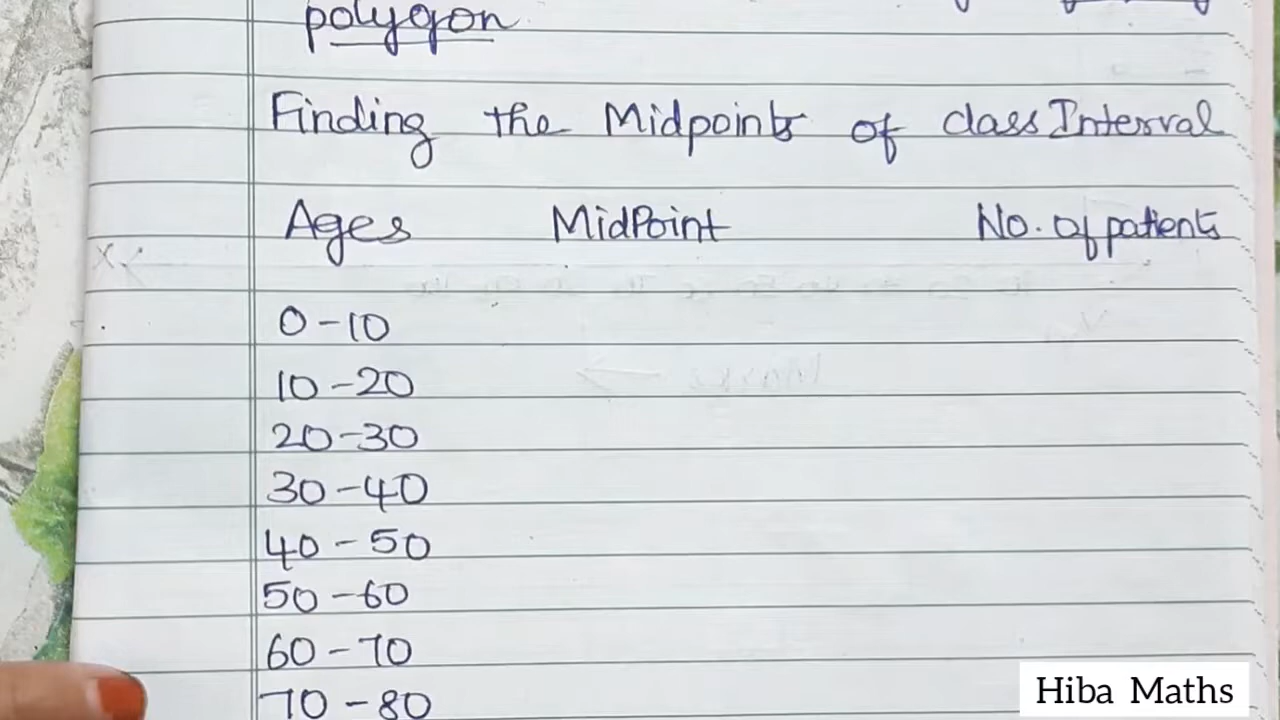 polygon
Finding the Midpoints of class Interval
Ages MidPoint No. of patients
0-10
10-20
20-30
30-40
40-50
50-60
60-70
70-80
Hiba Maths